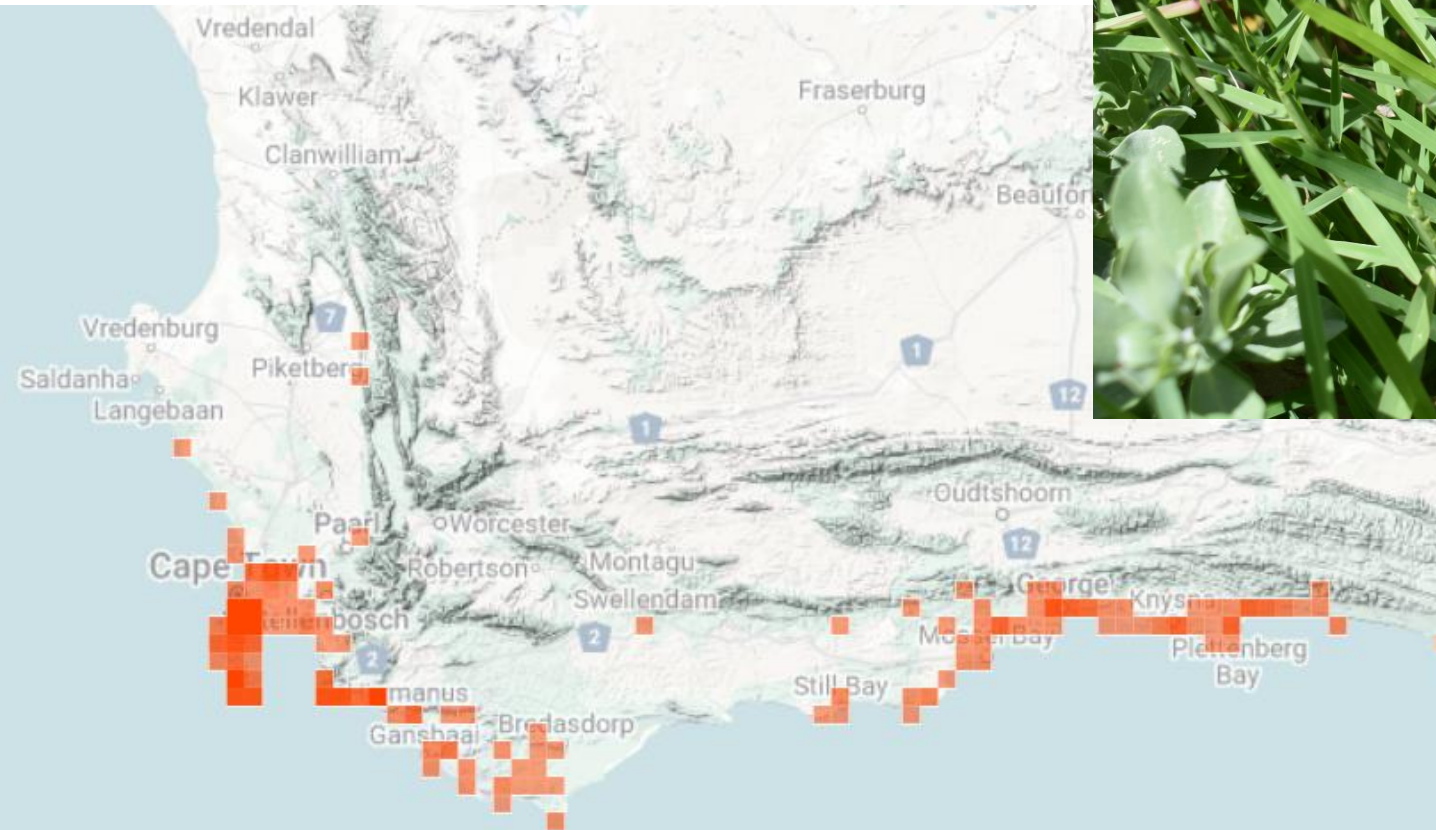 Vredendal
Klawer
Fraserburg
Clanwilliam
Beaufor
Vredenburg
7
Piketberg
Saldanha
1
Langebaan
12
1
Oudtshoorn
Paarl
Worcester
12
Cape Town
Robertson
Montagu
George
Swellendam
Knysna
ellenbosch
2
Mossel Bay
Plettenberg
Bay
2
Still Bay
manus
Gansbaai
Bredasdorp